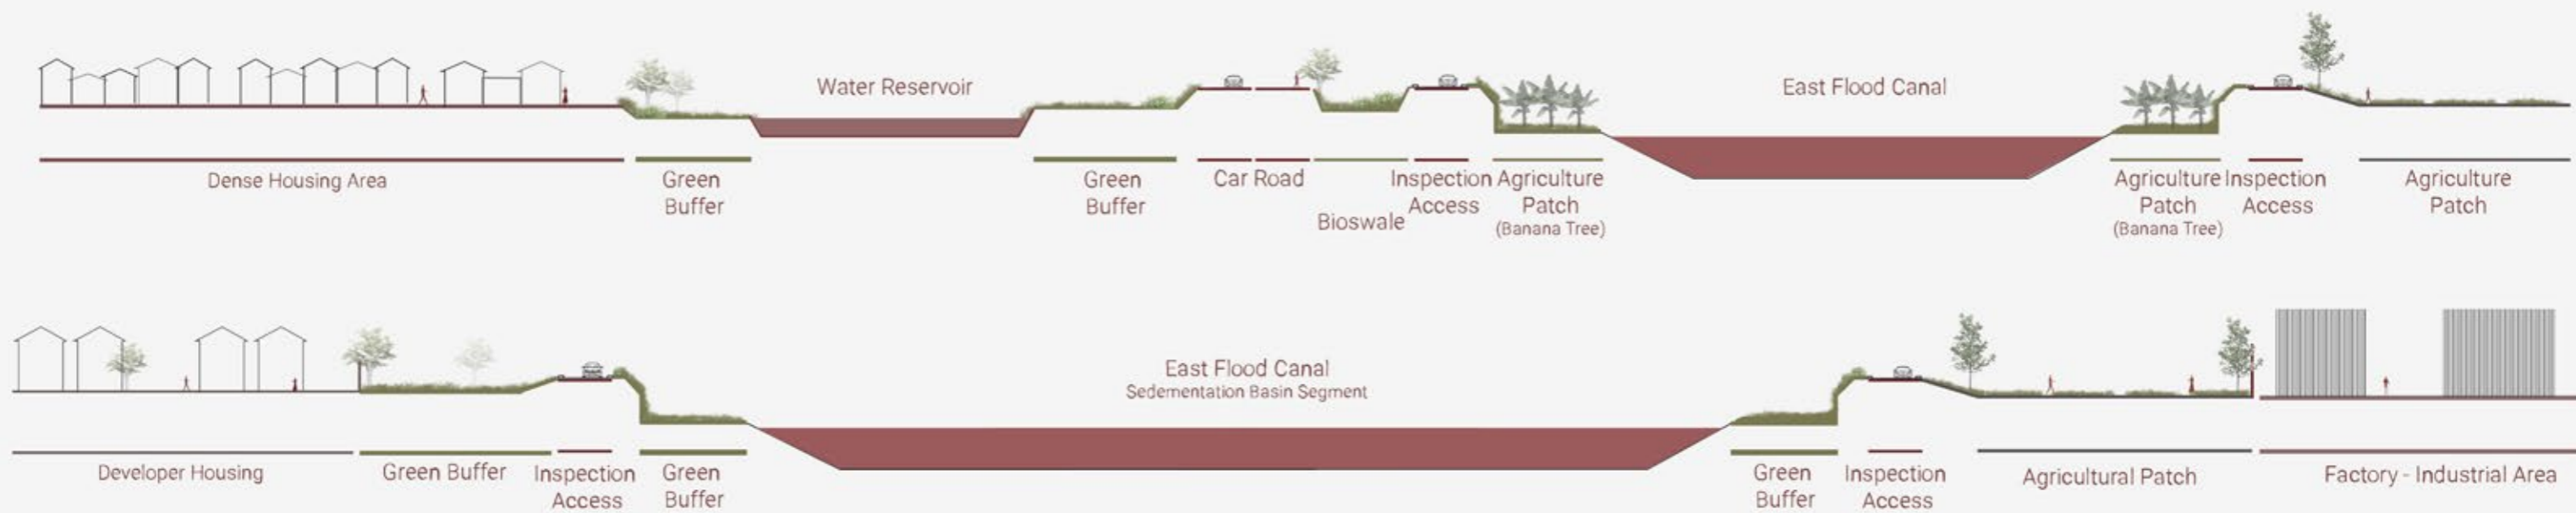 Water Reservoir
East Flood Canal
Dense Housing Area
Green
Buffer
Green
Buffer
Car Road
Bioswale
Inspection
Access
Agriculture
Patch
(Banana Tree)
Agriculture
Patch
(Banana Tree)
Inspection
Access
Agriculture
Patch
East Flood Canal
Sedementation Basin Segment
Developer Housing
Green Buffer
Inspection
Access
Green
Buffer
Green
Buffer
Inspection
Access
Agricultural Patch
Factory - Industrial Area